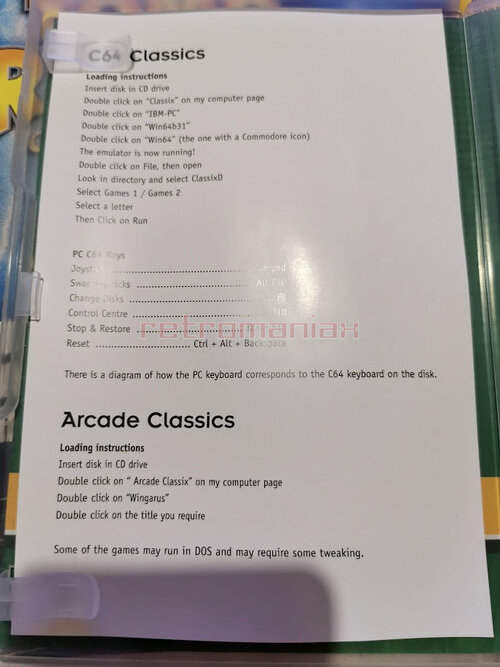 C64 Classics
Loading instructions
Insert disk in CD drive
Double click on "Classix" on my computer page
Double click on "IBM-PC"
Double click on "Win64b31"
Double click on "Win64" (the one with a Commodore icon)
The emulator is now running!
Double click on File, then open
Look in directory and select ClassixD
Select Games 1 / Games 2
Select a letter
Then Click on Run
PC C64 Keys
Change Disks ........ F9
Control Centre ........ F10
Stop & Restore ........
Reset ........ Ctrl + Alt + Backspace
retromaniax
There is a diagram of how the PC keyboard corresponds to the C64 keyboard on the disk.
Arcade Classics
Loading instructions
Insert disk in CD drive
Double click on " Arcade Classix" on my computer page
Double click on "Wingarus"
Double click on the title you require
Some of the games may run in DOS and may require some tweaking.